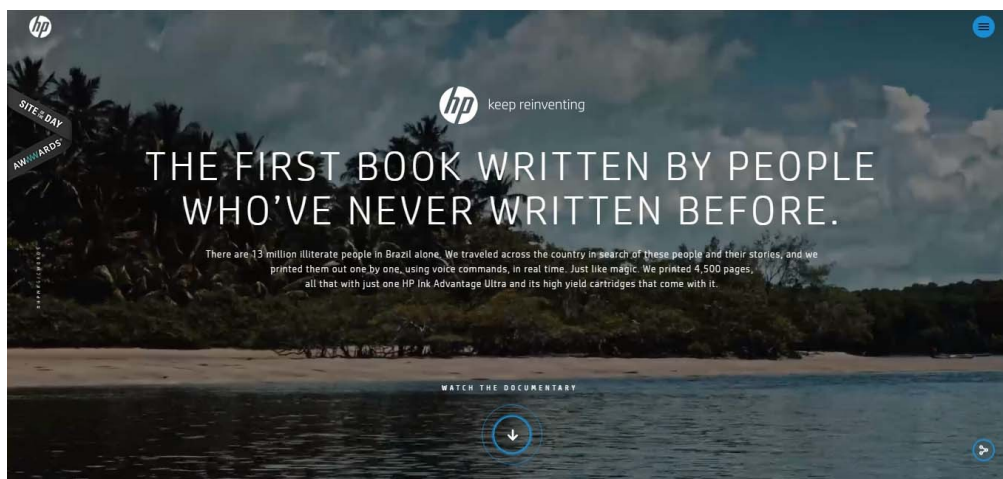 hp
SITE OF THE DAY
AWWWARDS
hp keep reinventing
THE FIRST BOOK WRITTEN BY PEOPLE
WHO'VE NEVER WRITTEN BEFORE.
There are 13 million illiterate people in Brazil alone. We traveled across the country in search of these people and their stories, and we
printed them out one by one, using voice commands, in real time. Just like magic. We printed 4,500 pages,
all that with just one HP Ink Advantage Ultra and its high yield cartridges that come with it.
WATCH THE DOCUMENTARY